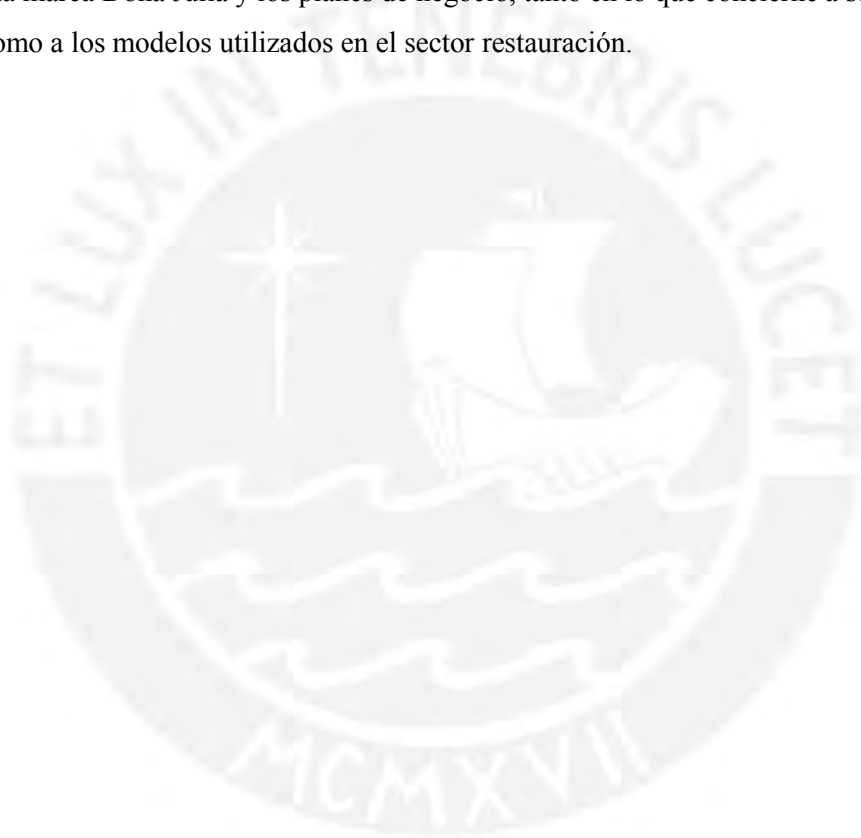 la marca Doña Julia y los planes de negocio, tanto en lo que concierne a s
omo a los modelos utilizados en el sector restauración.
ET LUX IN TENEBRIS LUCET
MCMXVII